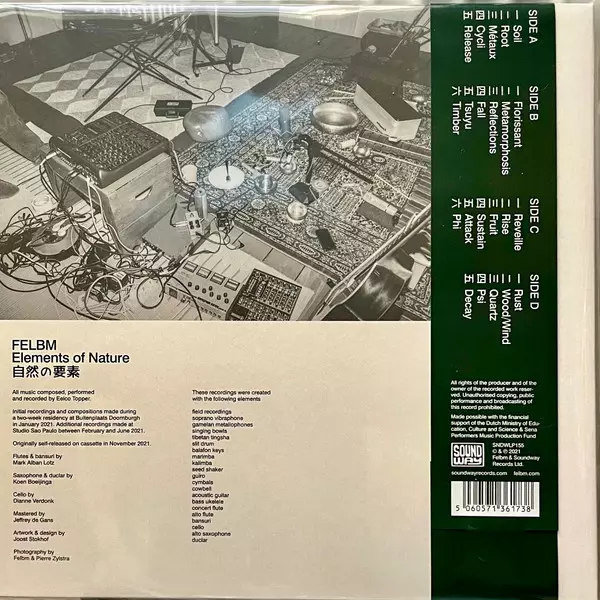 FELBM
Elements of Nature
自然の要素
All music composed, performed
and recorded by Eelco Topper.
Initial recordings and compositions made during
a two-week residency at Buitenplaats Doornburgh
in January 2021. Additional recordings made at
Studio Sao Paulo between February and June 2021.
Originally self-released on cassette in November 2021.
Flutes & bansuri by
Mark Alban Lotz
Saxophone & duclar by
Koen Boeijinga
Cello by
Dianne Verdonk
Mastered by
Jeffrey de Gans
Artwork & design by
Joost Stokhof
Photography by
Felbm & Pierre Zylstra
These recordings were created
with the following elements
field recordings
soprano vibraphone
gamelan metallophones
singing bowls
tibetan tingsha
slit drum
balafon keys
marimba
kalimba
seed shaker
guiro
cymbals
cowbell
acoustic guitar
bass ukelele
concert flute
alto flute
bansuri
cello
alto saxophone
duclar
SIDE A
一 Soil
二 Root
三 Métaux
四 Cycli
五 Release
SIDE B
一 Florissant
二 Metamorphosis
三 Reflections
四 Fall
五 Tsuyu
六 Timber
SIDE C
一 Reveille
二 Rise
三 Fruit
四 Sustain
五 Attack
六 Phi
SIDE D
一 Rust
二 Wood/Wind
三 Quartz
四 Psi
五 Decay
All rights of the producer and of the
owner of the recorded work reser-
ved. Unauthorised copying, public
performance and broadcasting of
this record prohibited.
Made possible with the financial
support of the Dutch Ministry of Edu-
cation, Culture and Science & Sena
Performers Music Production Fund
SOUND
WAY
SNDWLP155
© & ℗ 2021
Felbm & Soundway
Records Ltd.
soundwayrecords.com felbm.com
5 060571 361738